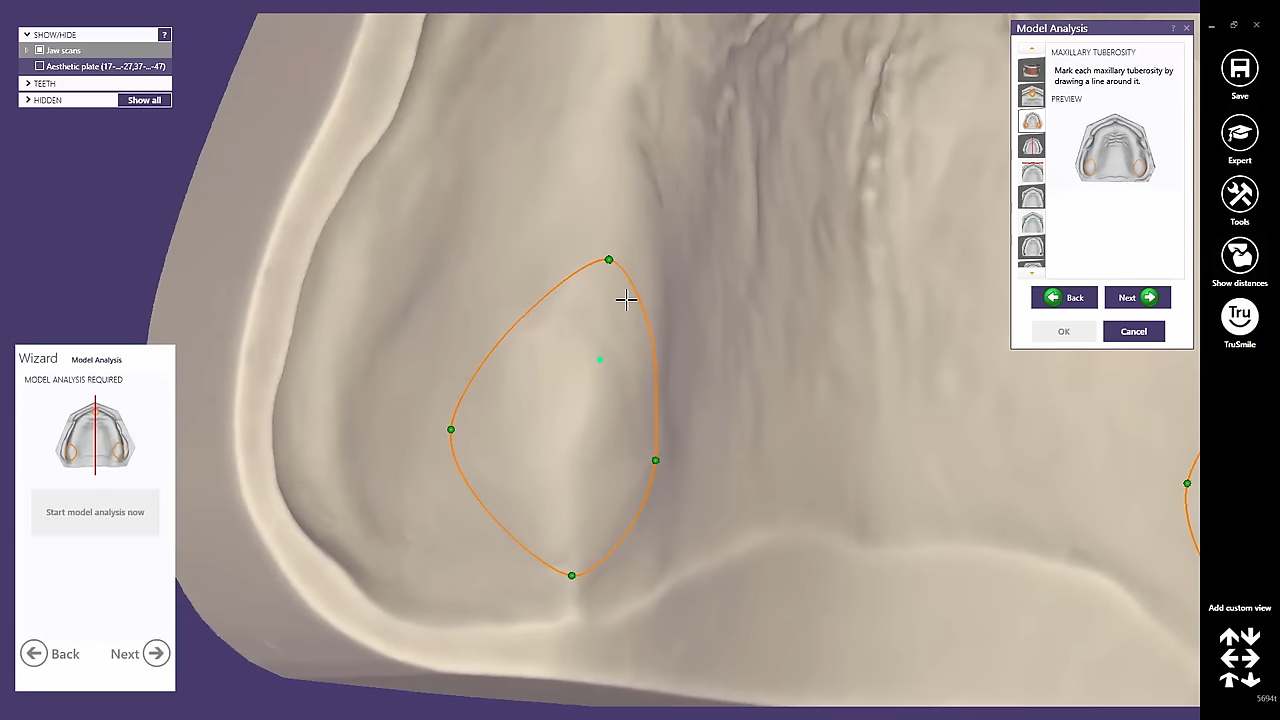 SHOW/HIDE
?
Jaw scans
Aesthetic plate (17-...-27,37-...-47)
TEETH
HIDDEN
Show all
Wizard
Model Analysis
MODEL ANALYSIS REQUIRED
Start model analysis now
Back
Next
Model Analysis
?
MAXILLARY TUBEROSITY
Mark each maxillary tuberosity by
drawing a line around it.
PREVIEW
Back
Next
OK
Cancel
Save
Expert
Tools
Show distances
Tru
TruSmile
Add custom view
5694t